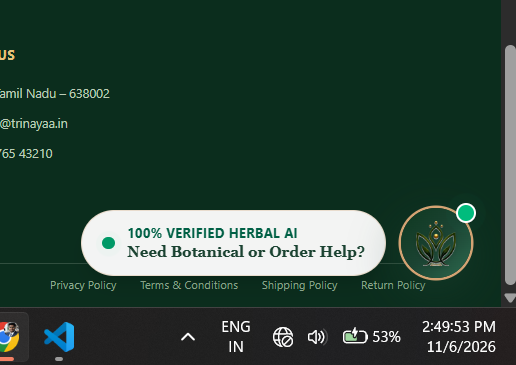 US
Tamil Nadu – 638002
@trinayaa.in
765 43210
100% VERIFIED HERBAL AI
Need Botanical or Order Help?
Privacy Policy Terms & Conditions Shipping Policy Return Policy
ENG 2:49:53 PM
IN 53% 11/6/2026